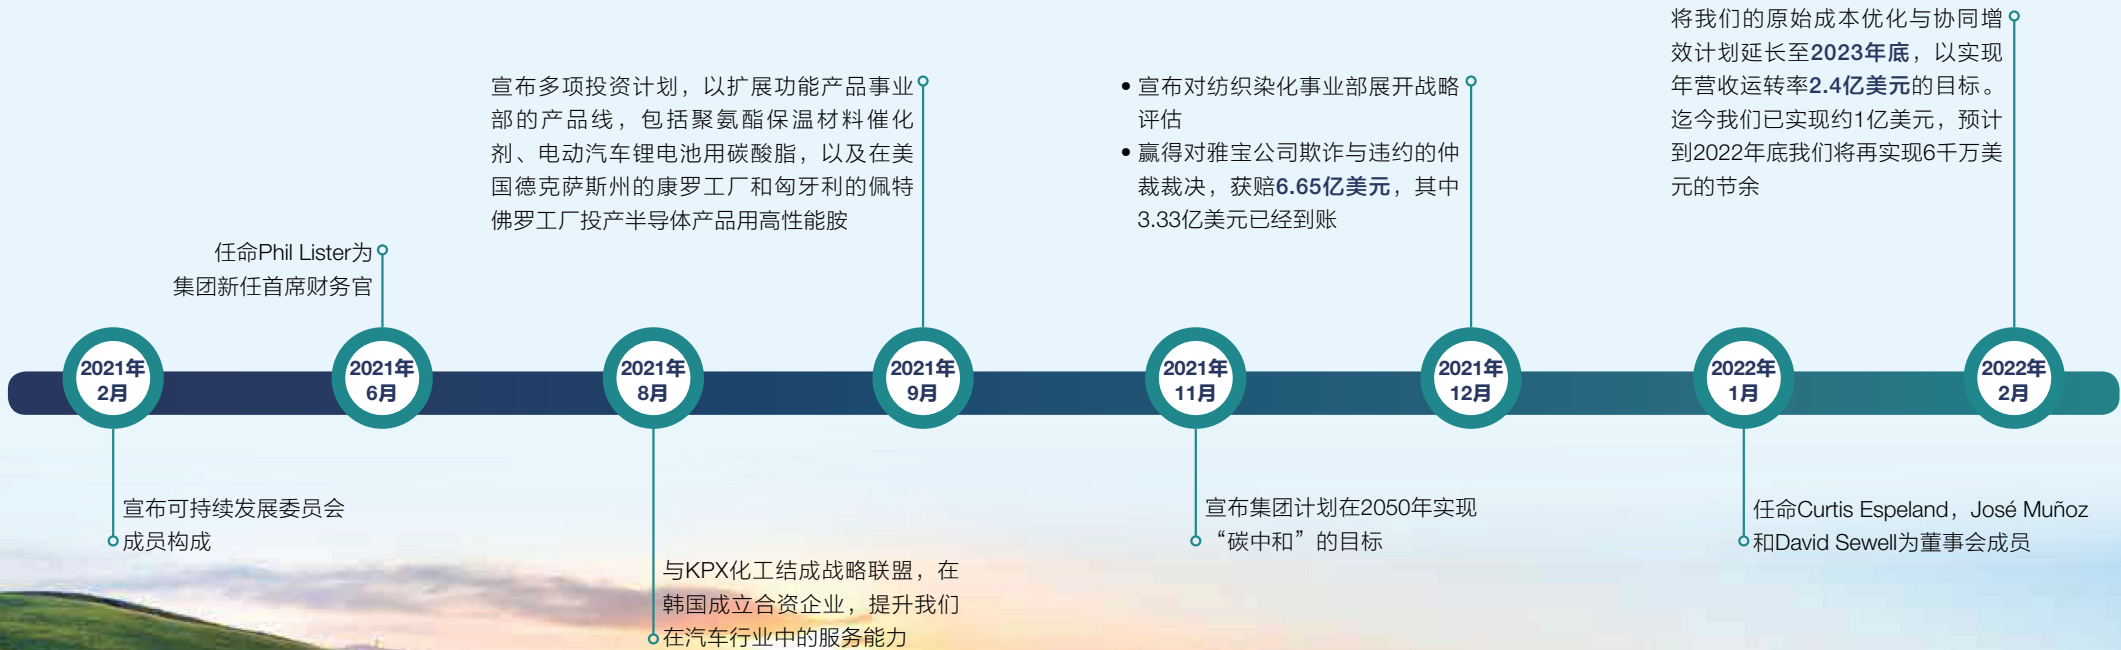 2021年
2月
宣布可持续发展委员会
成员构成
任命Phil Lister为
集团新任首席财务官
2021年
6月
2021年
8月
与KPX化工结成战略联盟，在
韩国成立合资企业，提升我们
在汽车行业中的服务能力
宣布多项投资计划，以扩展功能产品事业
部的产品线，包括聚氨酯保温材料催化
剂、电动汽车锂电池用碳酸脂，以及在美
国德克萨斯州的康罗工厂和匈牙利的佩特
佛罗工厂投产半导体产品用高性能胺
2021年
9月
2021年
11月
宣布集团计划在2050年实现
“碳中和”的目标
• 宣布对纺织染化事业部展开战略
评估
• 赢得对雅宝公司欺诈与违约的仲
裁裁决，获赔6.65亿美元，其中
3.33亿美元已经到账
2021年
12月
2022年
1月
任命Curtis Espeland，José Muñoz
和David Sewell为董事会成员
将我们的原始成本优化与协同增
效计划延长至2023年底，以实现
年营收运转率2.4亿美元的目标。
迄今我们已实现约1亿美元，预计
到2022年底我们将再实现6千万美
元的节余
2022年
2月